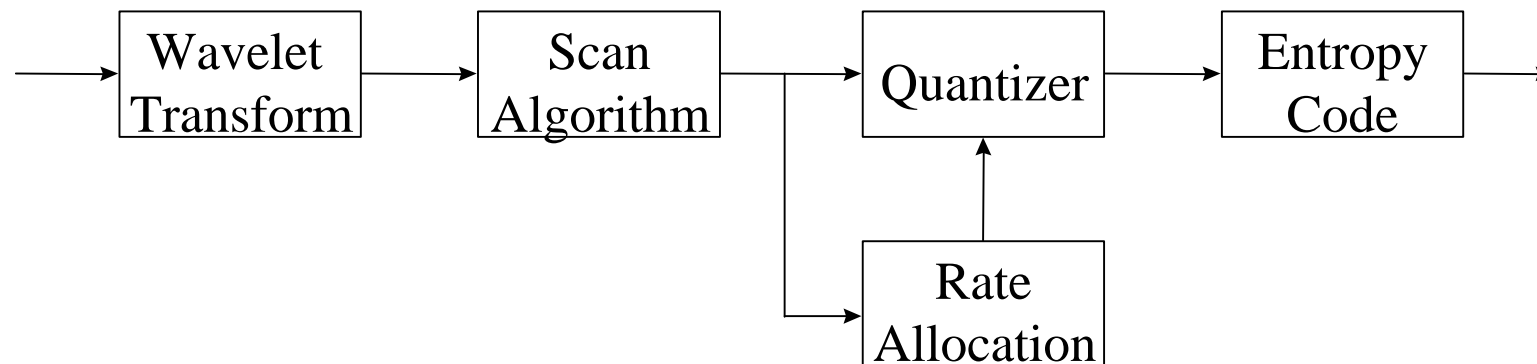 Wavelet
Transform
Scan
Algorithm
Quantizer
Entropy
Code
Rate
Allocation